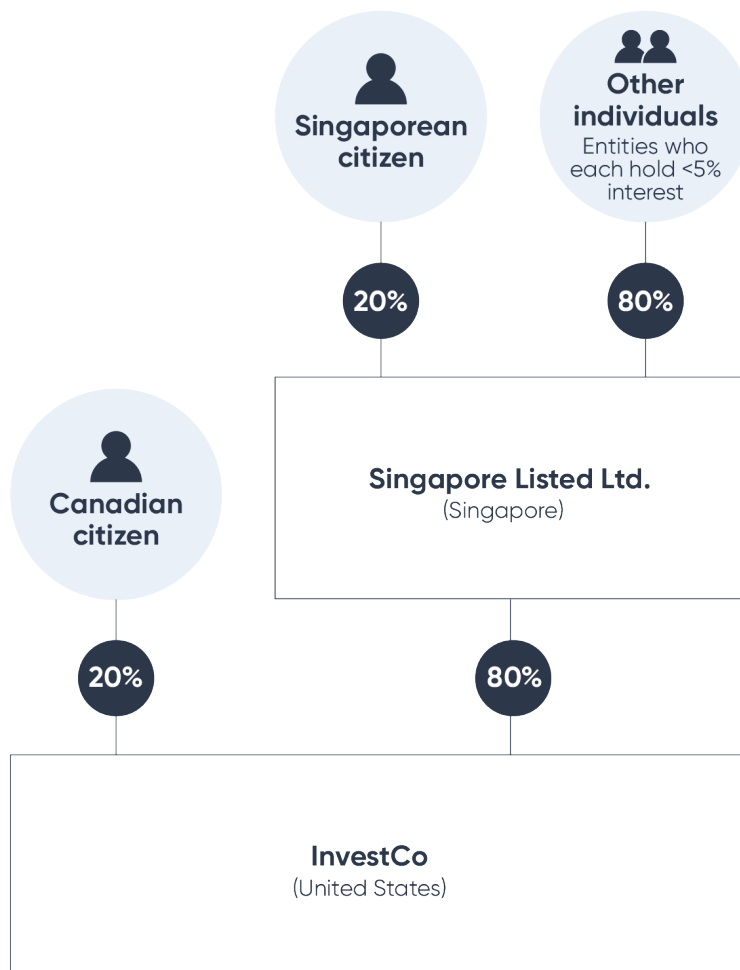 Singaporean
citizen
Other
individuals
Entities who
each hold <5%
interest
20%
80%
Singapore Listed Ltd.
(Singapore)
Canadian
citizen
20%
80%
InvestCo
(United States)